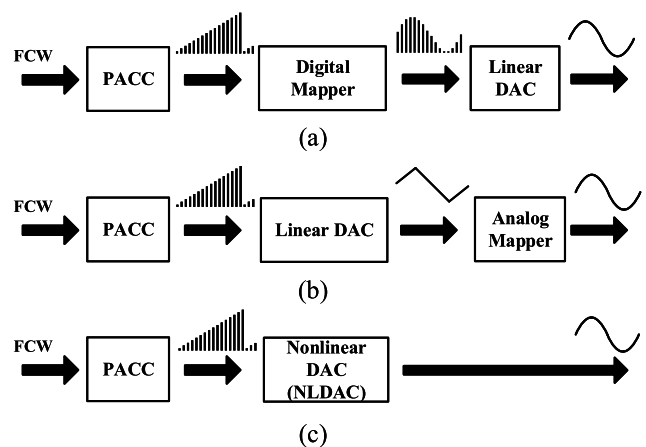 FCW
PACC
Digital
Mapper
Linear
DAC
(a)
FCW
PACC
Linear DAC
Analog
Mapper
(b)
FCW
PACC
Nonlinear
DAC
(NLDAC)
(c)